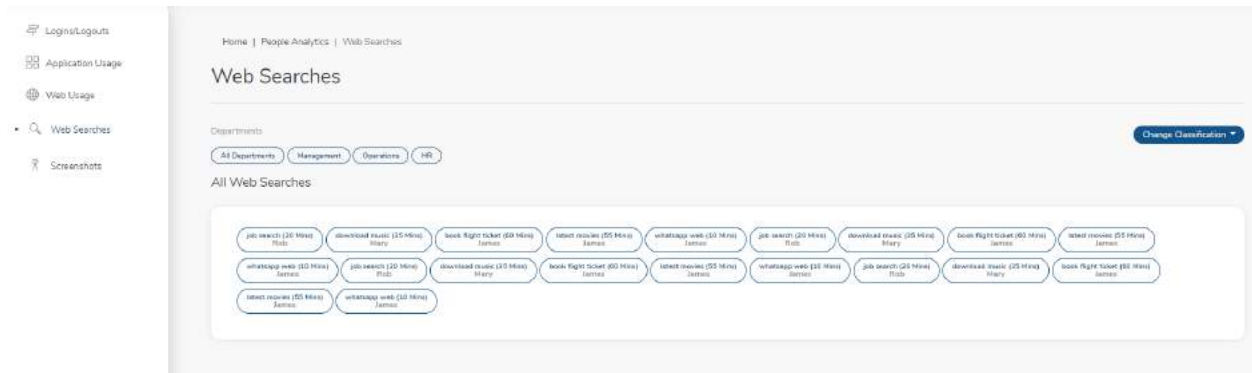 Logins/Logouts
Application Usage
Web Usage
Web Searches
Screenshots
Home | People Analytics | Web Searches
Web Searches
Departments
Change Classification
All Departments Management Operations HR
All Web Searches
job search (20 Mins) download music (35 Mins) book flight ticket (60 Mins) latest movies (55 Mins) whatsapp web (10 Mins) job search (20 Mins) download music (35 Mins) book flight ticket (60 Mins) latest movies (55 Mins)
Rob Mary James James James Rob Mary James James
whatsapp web (10 Mins) job search (20 Mins) download music (35 Mins) book flight ticket (60 Mins) latest movies (55 Mins) whatsapp web (10 Mins) job search (20 Mins) download music (35 Mins) book flight ticket (60 Mins)
James Rob Mary James James James Rob Mary James
latest movies (55 Mins) whatsapp web (10 Mins)
James James